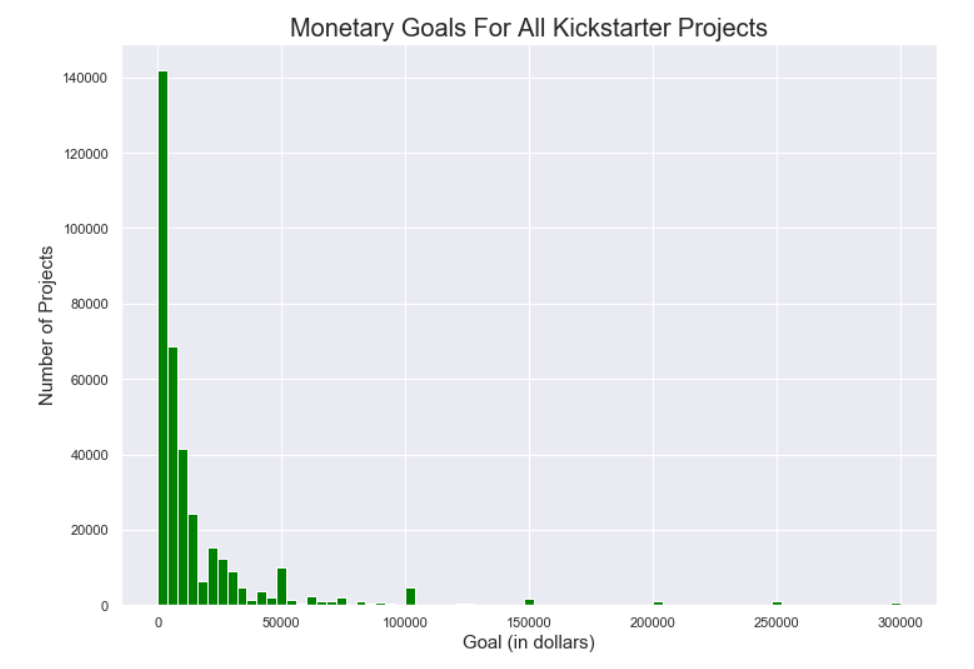 Monetary Goals For All Kickstarter Projects
140000
120000
100000
80000
60000
40000
20000
0
Number of Projects
0 50000 100000 150000 200000 250000 300000
Goal (in dollars)